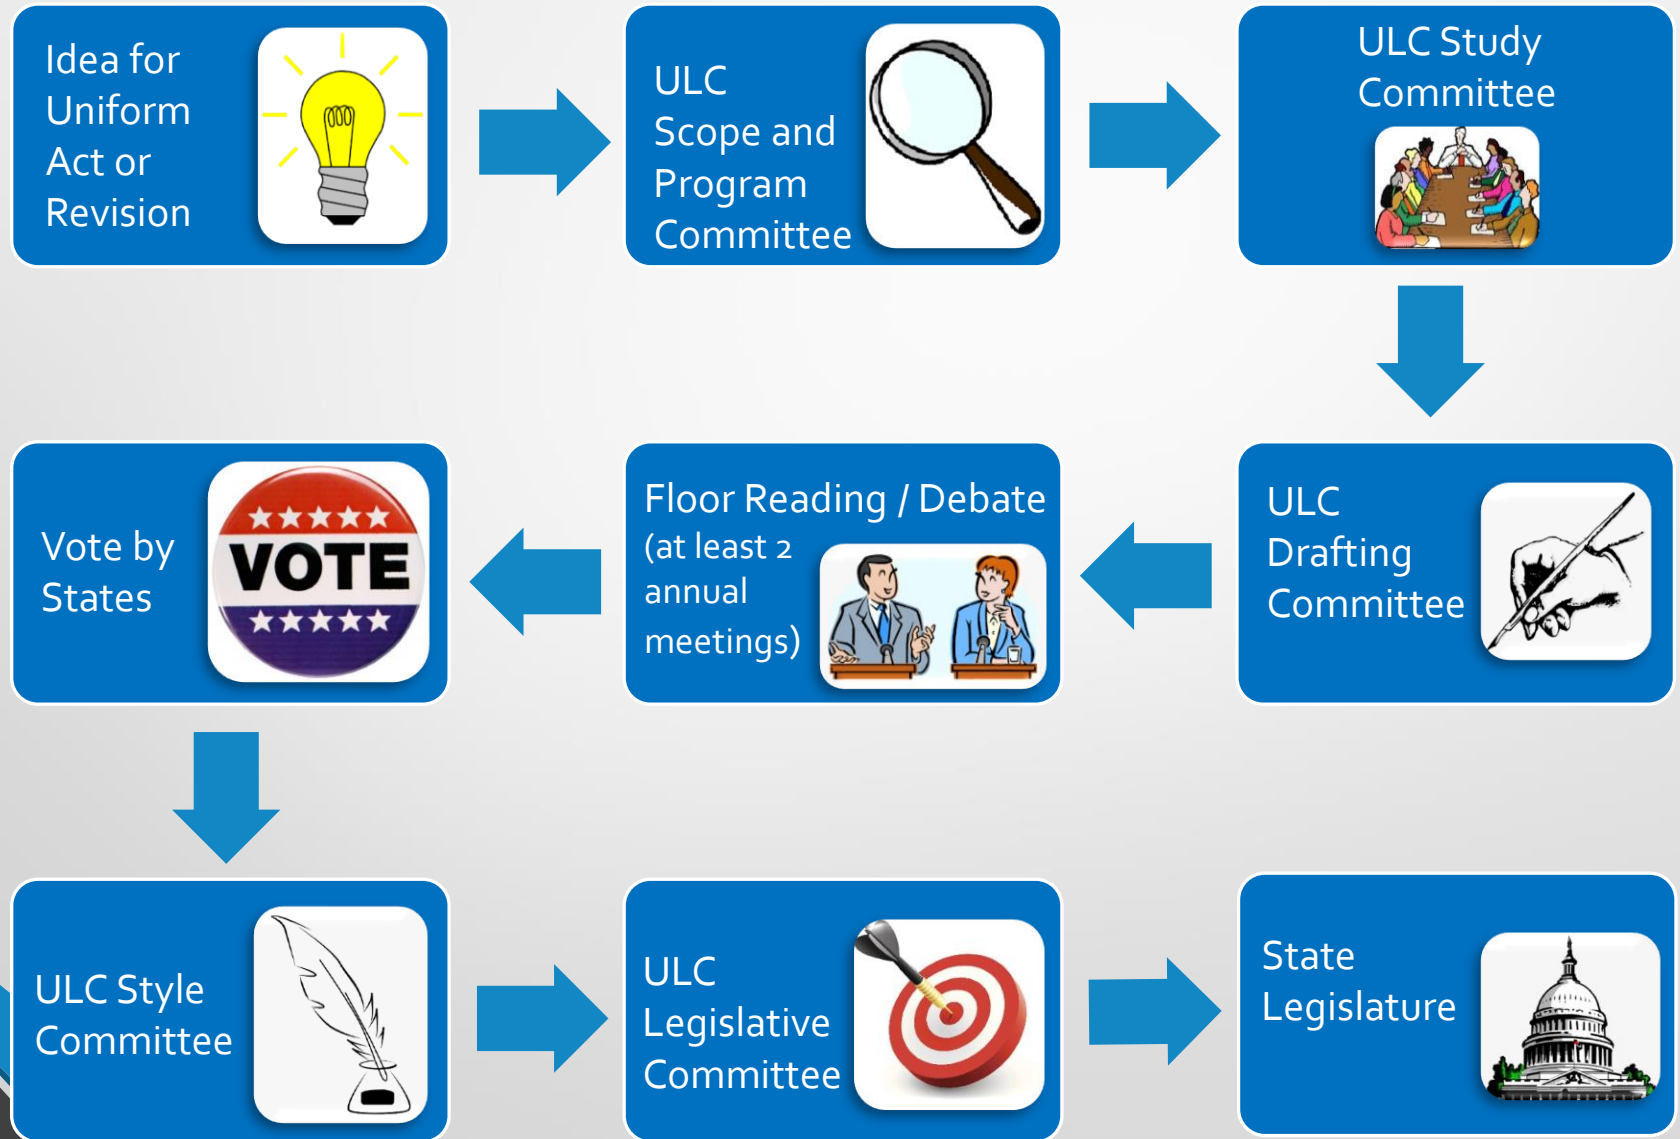 Idea for
Uniform
Act or
Revision
ULC
Scope and
Program
Committee
ULC Study
Committee
ULC
Drafting
Committee
Floor Reading / Debate
(at least 2
annual
meetings)
Vote by
States
VOTE
ULC Style
Committee
ULC
Legislative
Committee
State
Legislature